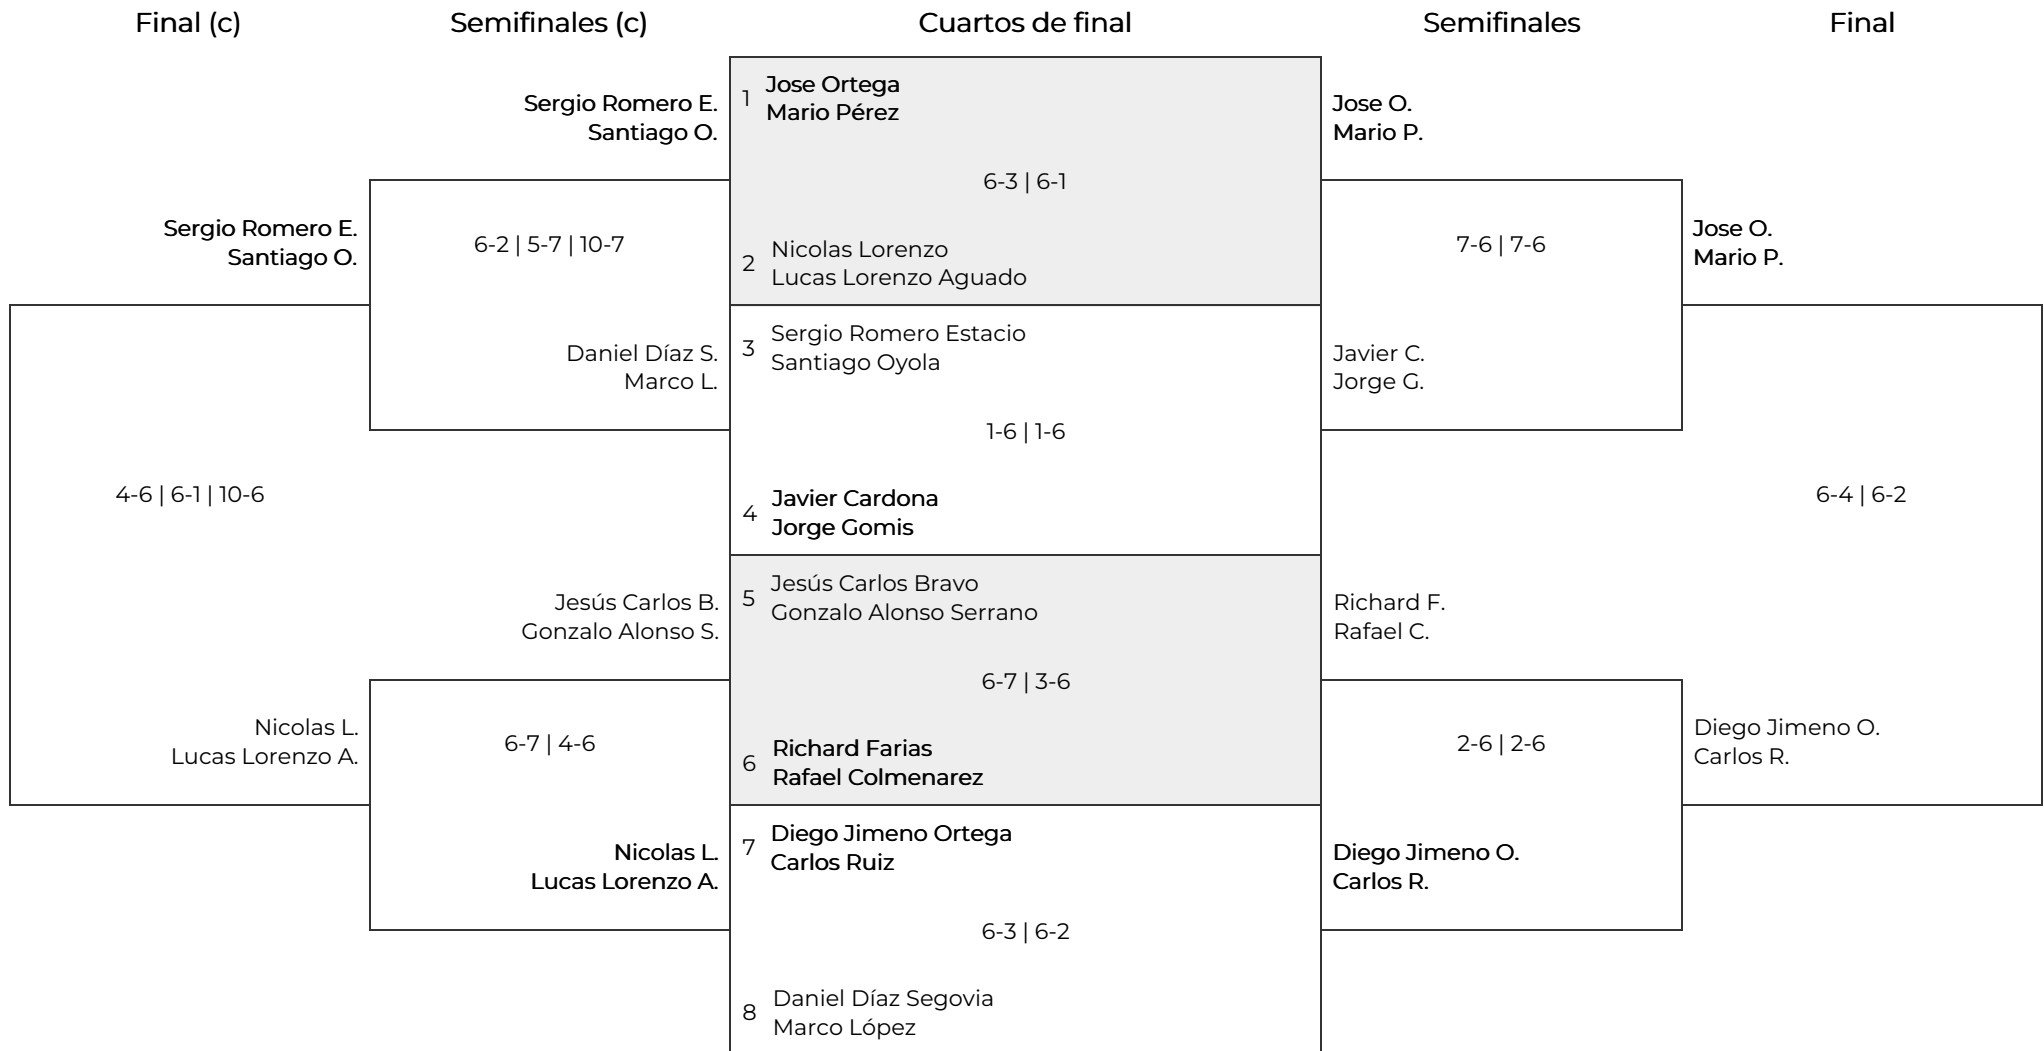 Final (c)
Semifinales (c)
Cuartos de final
Semifinales
Final
Sergio Romero E.
Santiago O.
4-6 | 6-1 | 10-6
Nicolas L.
Lucas Lorenzo A.
Sergio Romero E.
Santiago O.
6-2 | 5-7 | 10-7
Daniel Díaz S.
Marco L.
Jesús Carlos B.
Gonzalo Alonso S.
6-7 | 4-6
Nicolas L.
Lucas Lorenzo A.
1 Jose Ortega
Mario Pérez
6-3 | 6-1
2 Nicolas Lorenzo
Lucas Lorenzo Aguado
3 Sergio Romero Estacio
Santiago Oyola
1-6 | 1-6
4 Javier Cardona
Jorge Gomis
5 Jesús Carlos Bravo
Gonzalo Alonso Serrano
6-7 | 3-6
6 Richard Farias
Rafael Colmenarez
7 Diego Jimeno Ortega
Carlos Ruiz
6-3 | 6-2
8 Daniel Díaz Segovia
Marco López
Jose O.
Mario P.
7-6 | 7-6
Javier C.
Jorge G.
Richard F.
Rafael C.
2-6 | 2-6
Diego Jimeno O.
Carlos R.
Jose O.
Mario P.
6-4 | 6-2
Diego Jimeno O.
Carlos R.